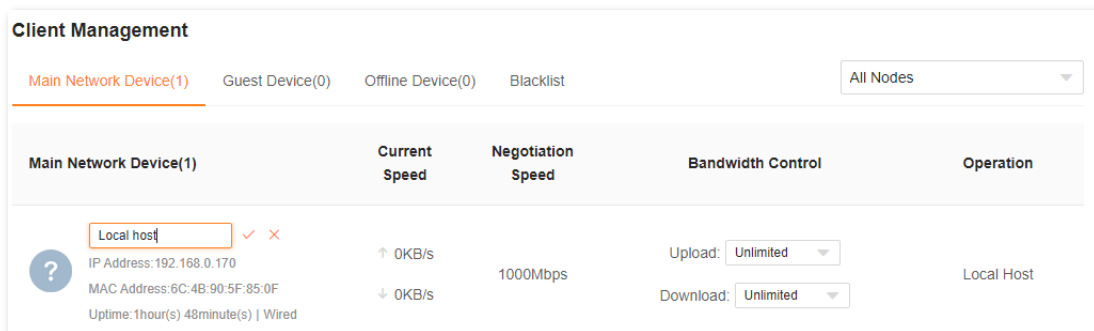 Client Management
Main Network Device(1) Guest Device(0) Offline Device(0) Blacklist All Nodes
Main Network Device(1) Current Speed Negotiation Speed Bandwidth Control Operation
Local host
IP Address:192.168.0.170
MAC Address:6C:4B:90:5F:85:0F
Uptime:1hour(s) 48minute(s) | Wired
0KB/s
0KB/s
1000Mbps
Upload: Unlimited
Download: Unlimited
Local Host